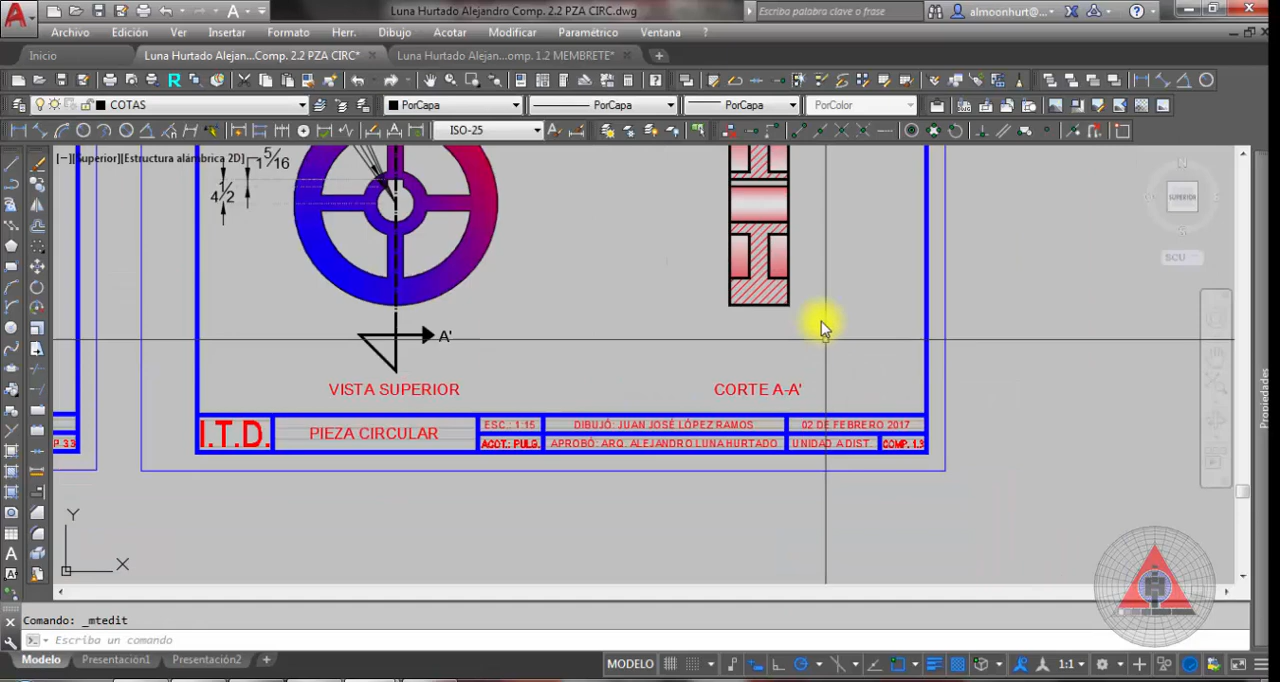 Luna Hurtado Alejandro Comp. 2.2 PZA CIRC.dwg
Escriba palabra clave o frase
almoonhurt@...
Archivo Edición Ver Insertar Formato Herr. Dibujo Acotar Modificar Paramétrico Ventana ?
Inicio
Luna Hurtado Alejan...Comp. 2.2 PZA CIRC*
Luna Hurtado Alejand...omp. 1.2 MEMBRETE*
COTAS
PorCapa
PorCapa
PorCapa
PorColor
ISO-25
[−][Superior][Estructura alámbrica 2D]
1 5/16
4 1/2
N
SUPERIOR
S
SCU
Propiedades
A'
VISTA SUPERIOR
CORTE A-A'
I.T.D.
PIEZA CIRCULAR
ESC.: 1:15
DIBUJÓ: JUAN JOSÉ LÓPEZ RAMOS
02 DE FEBRERO 2017
P 33
ACOT.: PULG.
APROBÓ: ARQ. ALEJANDRO LUNA HURTADO
UNIDAD A DIST.
COMP. 1.3
Y
X
Comando: _mtedit
Escriba un comando
Modelo
Presentación1
Presentación2
MODELO
1:1